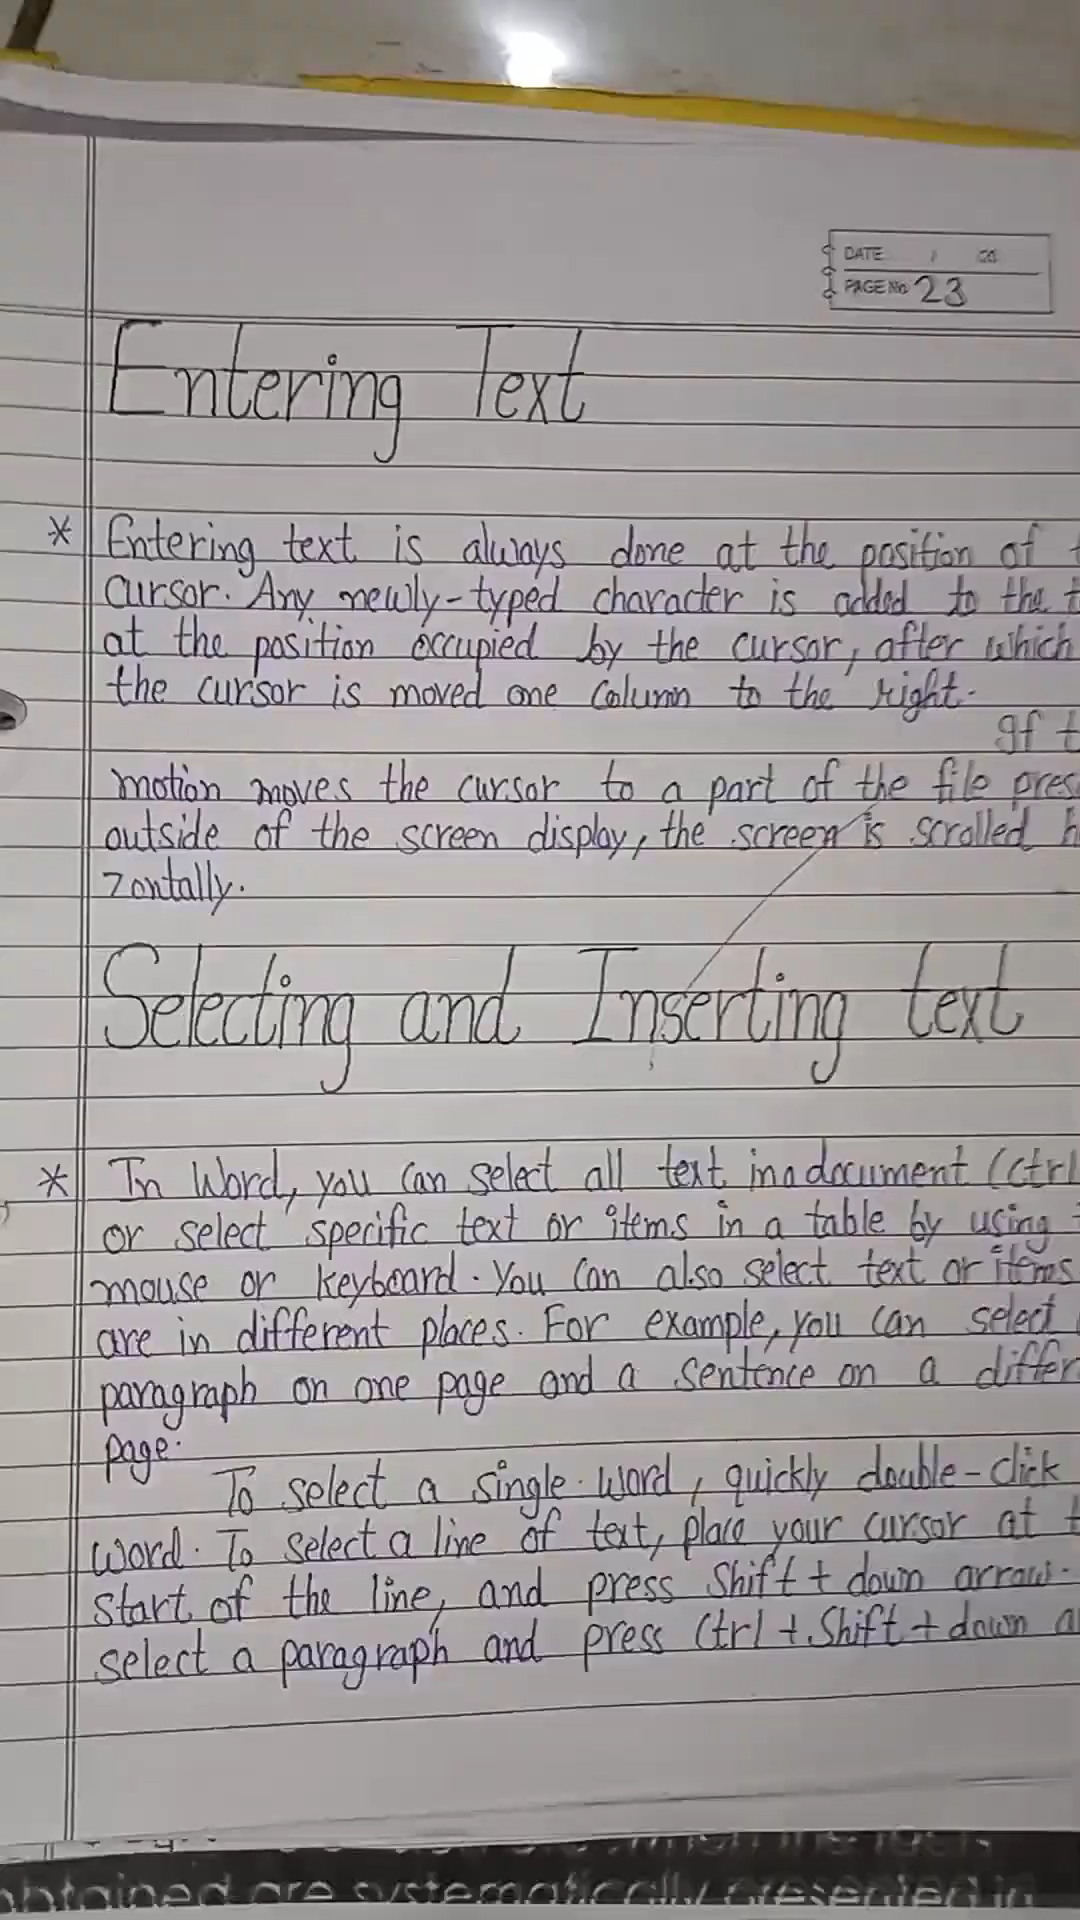 DATE
PAGE No 23
Entering Text
* Entering text is always done at the position of
cursor. Any newly-typed character is added to the
at the position occupied by the cursor, after which
the cursor is moved one column to the right.
If
motion moves the cursor to a part of the file
outside of the screen display, the screen is scrolled
zontally.
Selecting and Inserting text
* In Word, you can select all text in a document (Ctrl
or select specific text or items in a table by using
mouse or keyboard. You can also select text or items
are in different places. For example, you can select
paragraph on one page and a sentence on a
page.
To select a single word, quickly double-click
word. To select a line of text, place your cursor at
start of the line, and press Shift + down arrow.
select a paragraph and press Ctrl + Shift + down
obtained are systematically presented in